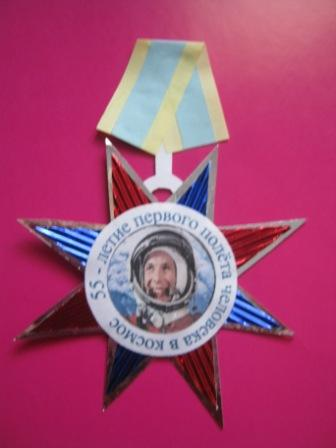 55 - летие первого полёта человека в космос